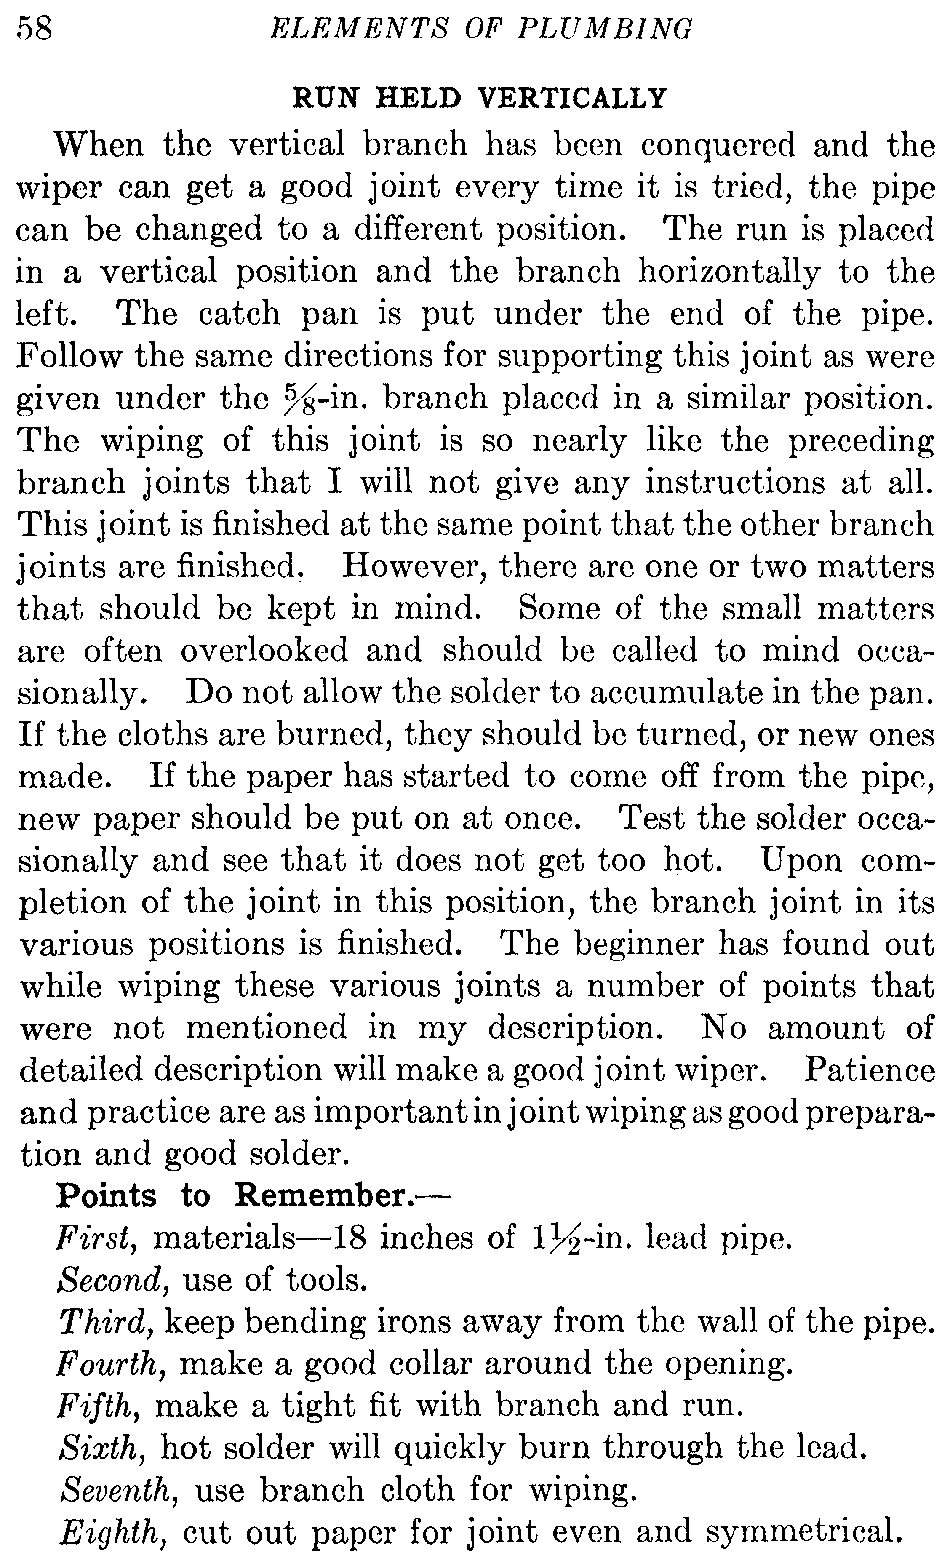 58 ELEMENTS OF PLUMBING
RUN HELD VERTICALLY
When the vertical branch has been conquered and the
wiper can get a good joint every time it is tried, the pipe
can be changed to a different position. The run is placed
in a vertical position and the branch horizontally to the
left. The catch pan is put under the end of the pipe.
Follow the same directions for supporting this joint as were
given under the ⅝-in. branch placed in a similar position.
The wiping of this joint is so nearly like the preceding
branch joints that I will not give any instructions at all.
This joint is finished at the same point that the other branch
joints are finished. However, there are one or two matters
that should be kept in mind. Some of the small matters
are often overlooked and should be called to mind occa-
sionally. Do not allow the solder to accumulate in the pan.
If the cloths are burned, they should be turned, or new ones
made. If the paper has started to come off from the pipe,
new paper should be put on at once. Test the solder occa-
sionally and see that it does not get too hot. Upon com-
pletion of the joint in this position, the branch joint in its
various positions is finished. The beginner has found out
while wiping these various joints a number of points that
were not mentioned in my description. No amount of
detailed description will make a good joint wiper. Patience
and practice are as important in joint wiping as good prepara-
tion and good solder.
Points to Remember.—
First, materials—18 inches of 1½-in. lead pipe.
Second, use of tools.
Third, keep bending irons away from the wall of the pipe.
Fourth, make a good collar around the opening.
Fifth, make a tight fit with branch and run.
Sixth, hot solder will quickly burn through the lead.
Seventh, use branch cloth for wiping.
Eighth, cut out paper for joint even and symmetrical.